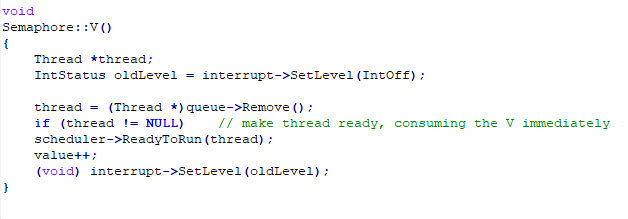 void
Semaphore::V()
{
    Thread *thread;
    IntStatus oldLevel = interrupt->SetLevel(IntOff);

    thread = (Thread *)queue->Remove();
    if (thread != NULL)    // make thread ready, consuming the V immediately
    scheduler->ReadyToRun(thread);
    value++;
    (void) interrupt->SetLevel(oldLevel);
}